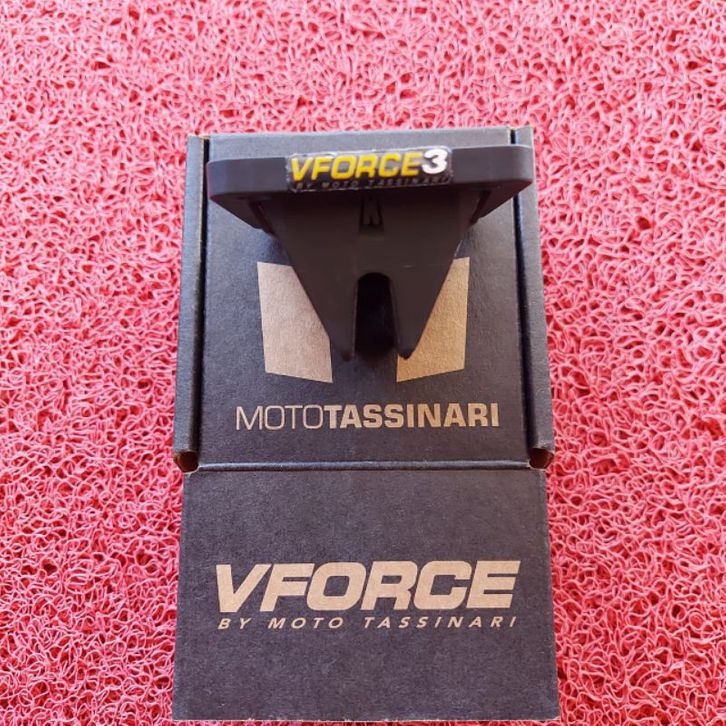 VFORCE3
BY MOTO TASSINARI
MOTOTASSINARI
VFORCE
BY MOTO TASSINARI